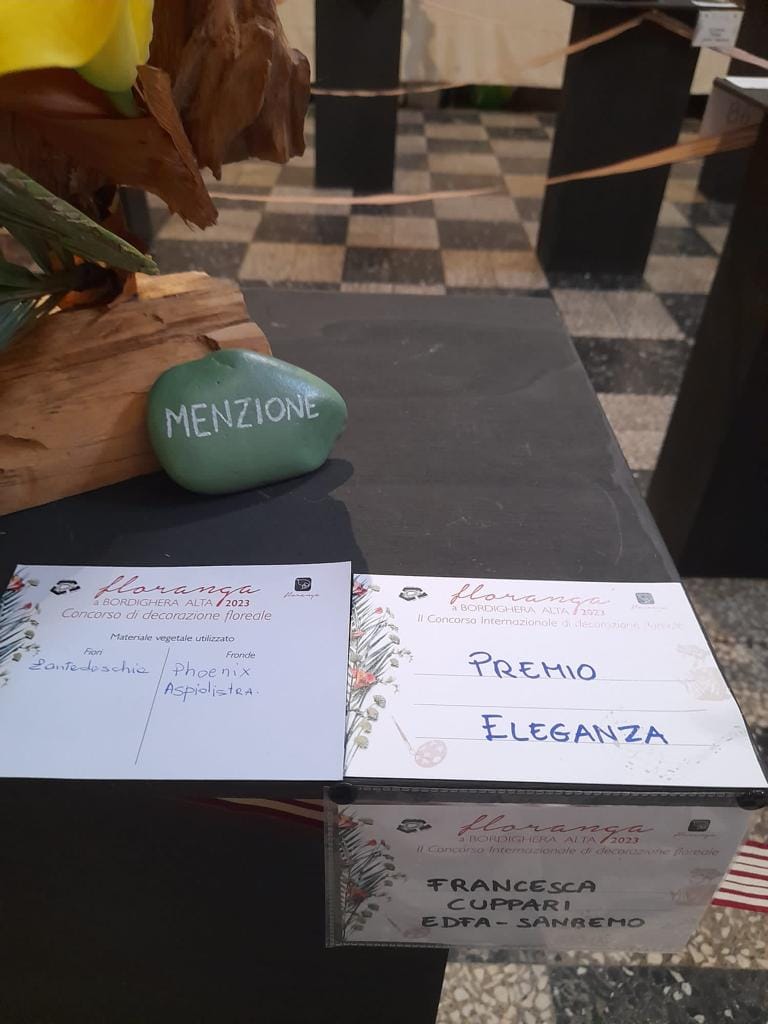 MENZIONE
floranga
a BORDIGHERA ALTA 2023
Concorso di decorazione floreale
Materiale vegetale utilizzato
Fiori
Zantedeschia
Fronde
Phoenix
Aspidistra.
floranga
a BORDIGHERA ALTA 2023
II Concorso Internazionale di decorazione floreale
PREMIO
ELEGANZA
floranga
a BORDIGHERA ALTA 2023
II Concorso Internazionale di decorazione floreale
FRANCESCA
CUPPARI
EDFA - SANREMO